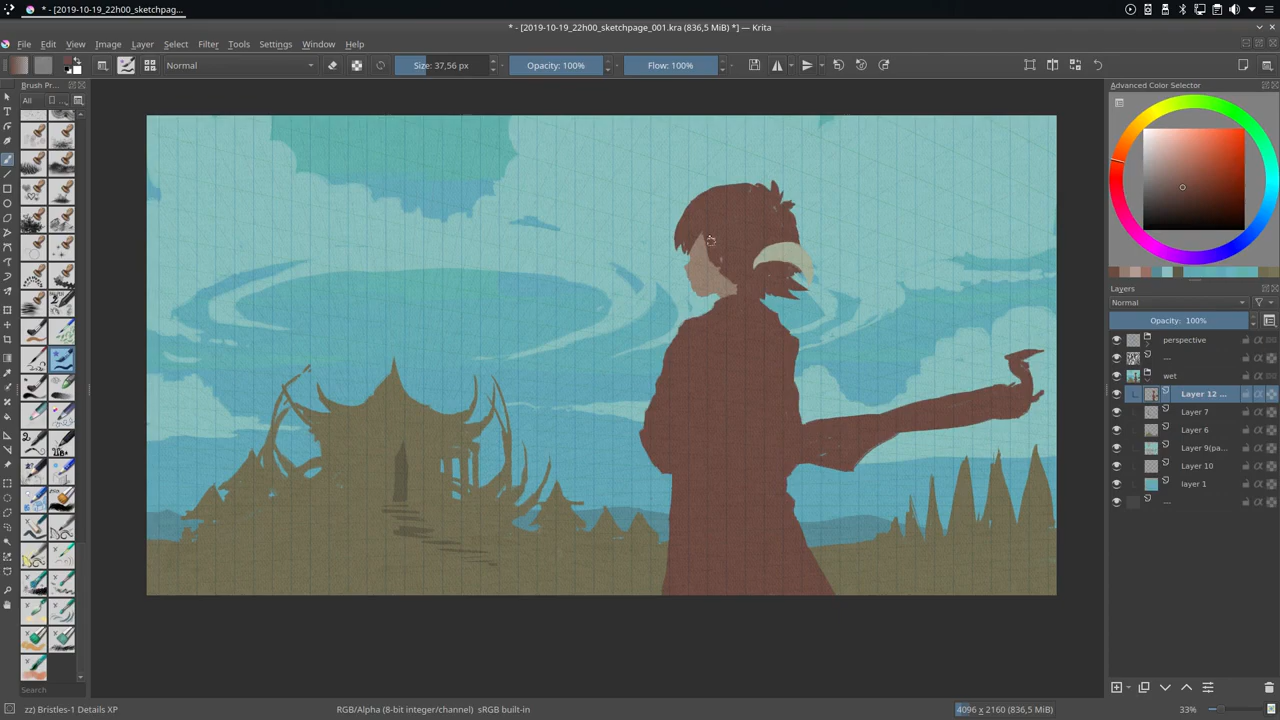 * - [2019-10-19_22h00_sketchpag...
* - [2019-10-19_22h00_sketchpage_001.kra (836,5 MiB) *] — Krita
File Edit View Image Layer Select Filter Tools Settings Window Help
Normal Size: 37,56 px Opacity: 100% Flow: 100%
Brush Pr...
All
Advanced Color Selector
Layers
Normal
Opacity: 100%
perspective
...
wet
Layer 12 ...
Layer 7
Layer 6
Layer 9(pa...
Layer 10
layer 1
...
Search
zz) Bristles-1 Details XP RGB/Alpha (8-bit integer/channel) sRGB built-in 4096 x 2160 (836,5 MiB) 33%